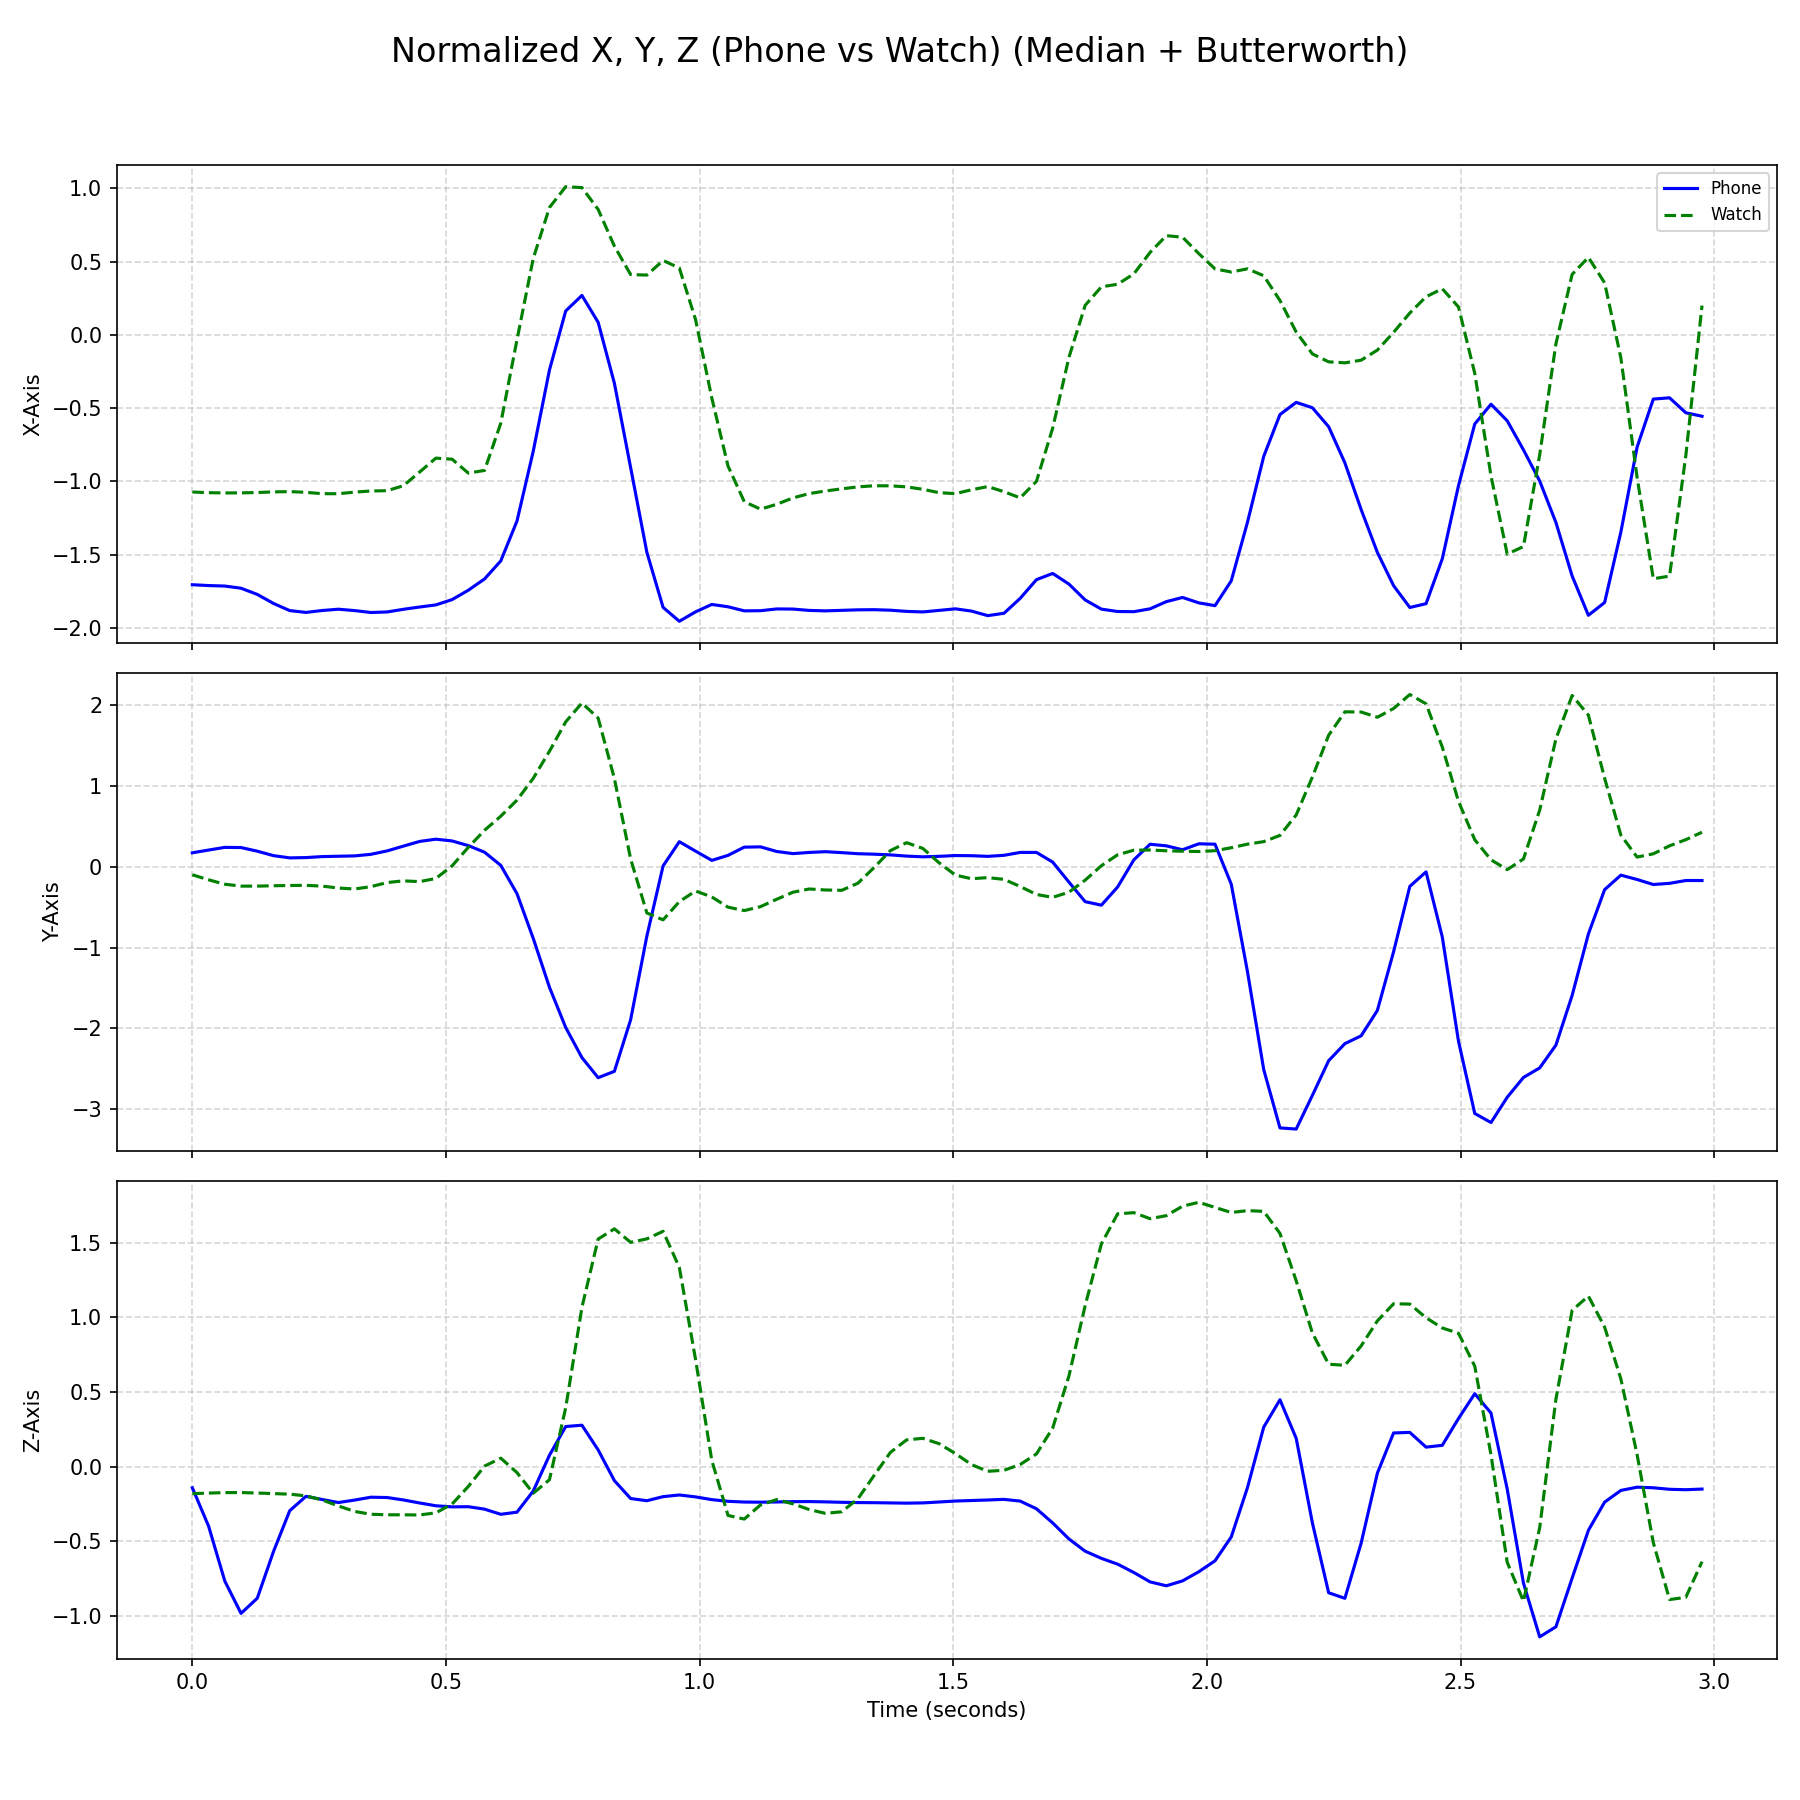 Normalized X, Y, Z (Phone vs Watch) (Median + Butterworth)
Phone
Watch
1.0
0.5
0.0
−0.5
−1.0
−1.5
−2.0
X-Axis
2
1
0
−1
−2
−3
Y-Axis
1.5
1.0
0.5
0.0
−0.5
−1.0
Z-Axis
0.0 0.5 1.0 1.5 2.0 2.5 3.0
Time (seconds)